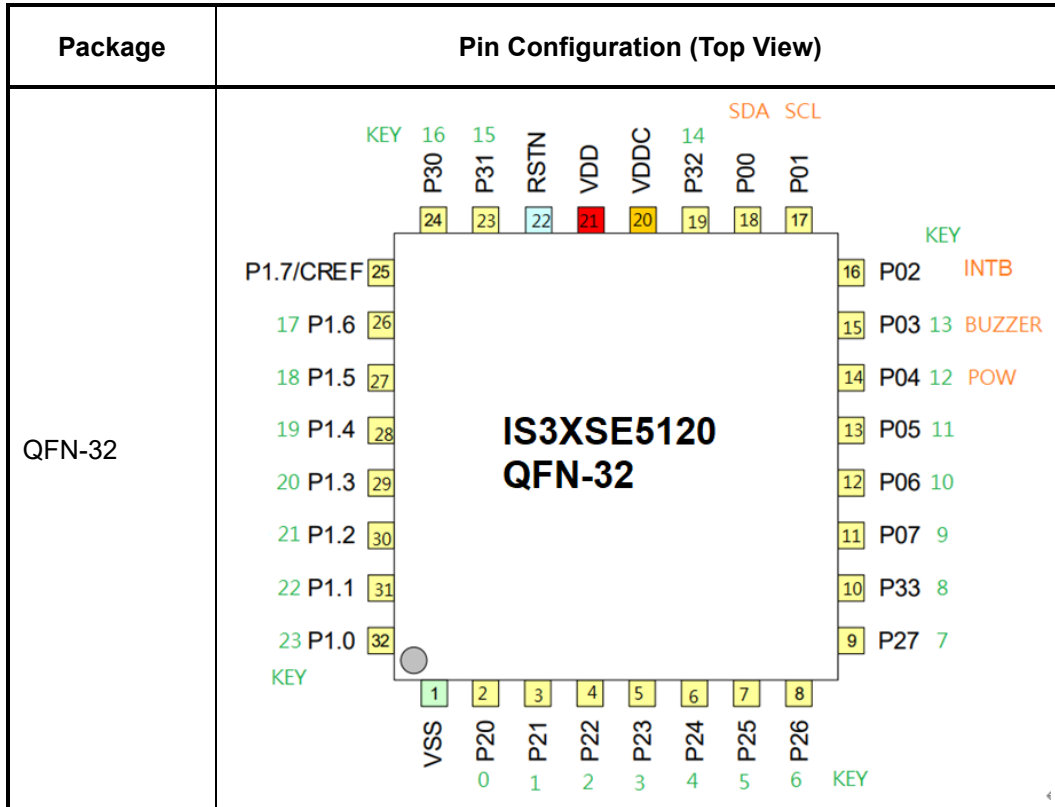 Package Pin Configuration (Top View)
SDA SCL
KEY 16 15 14
P30 P31 RSTN VDD VDDC P32 P00 P01
24 23 22 21 20 19 18 17
KEY
P1.7/CREF 25 16 P02 INTB
17 P1.6 26 15 P03 13 BUZZER
18 P1.5 27 14 P04 12 POW
19 P1.4 28 13 P05 11
IS3XSE5120
QFN-32
QFN-32
20 P1.3 29 12 P06 10
21 P1.2 30 11 P07 9
22 P1.1 31 10 P33 8
23 P1.0 32 9 P27 7
KEY
1 2 3 4 5 6 7 8
VSS P20 P21 P22 P23 P24 P25 P26
0 1 2 3 4 5 6 KEY